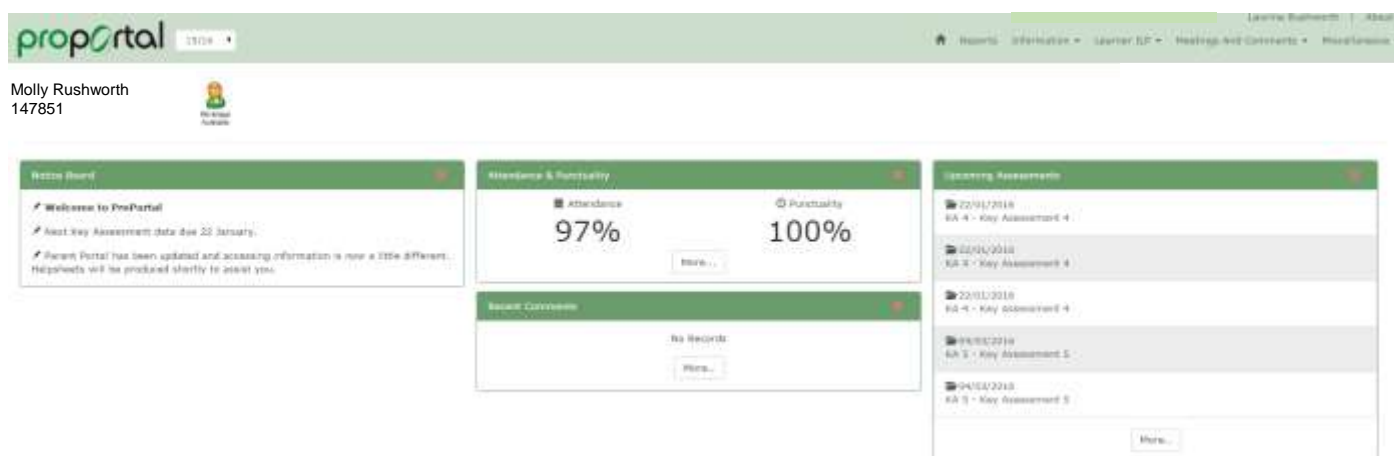 Laurine Rushworth | About
proportal 15/16
Reports Information Learner ILP Meetings And Comments Miscellaneous
Molly Rushworth
147851
No Image
Available
Notice Board
Welcome to ProPortal
Next Key Assessment data due 22 January.
Parent Portal has been updated and accessing information is now a little different.
Helpsheets will be produced shortly to assist you.
Attendance & Punctuality
Attendance Punctuality
97% 100%
More...
Recent Comments
No Records
More...
Upcoming Assessments
22/01/2016
KA 4 - Key Assessment 4
22/01/2016
KA 4 - Key Assessment 4
22/01/2016
KA 4 - Key Assessment 4
04/03/2016
KA 5 - Key Assessment 5
04/03/2016
KA 5 - Key Assessment 5
More...